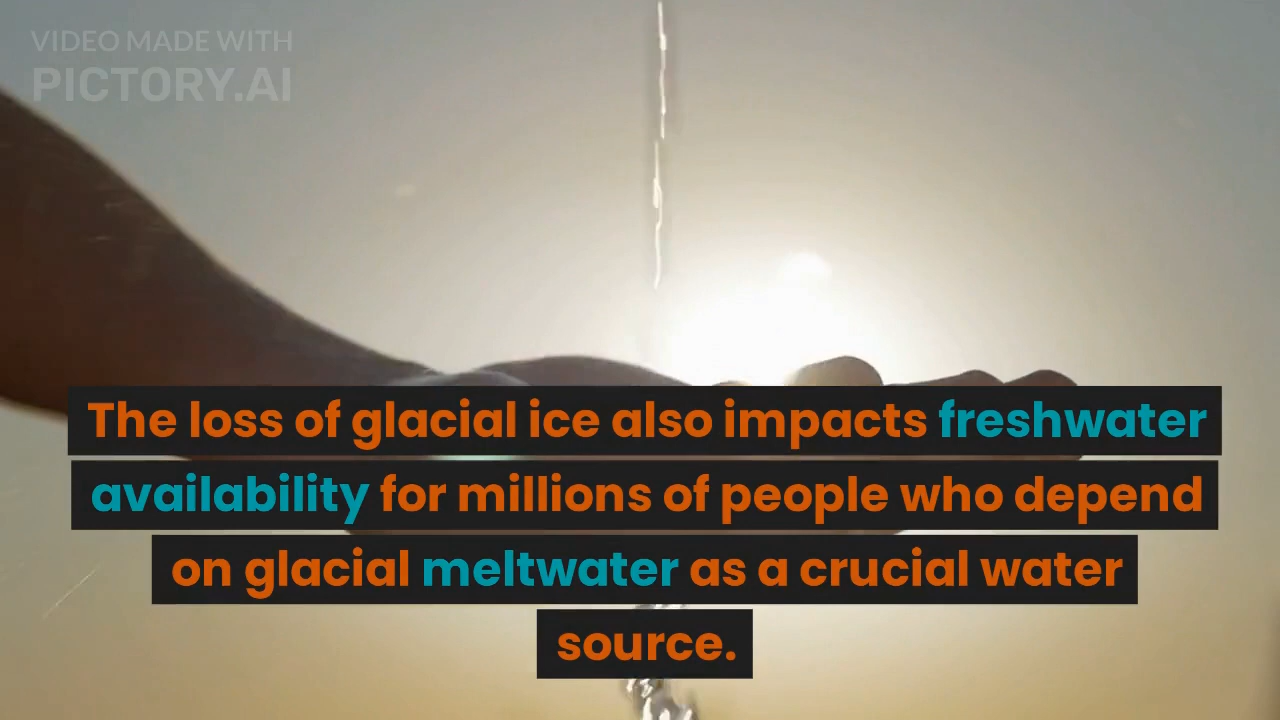 VIDEO MADE WITH
PICTORY.AI
The loss of glacial ice also impacts freshwater
availability for millions of people who depend
on glacial meltwater as a crucial water
source.